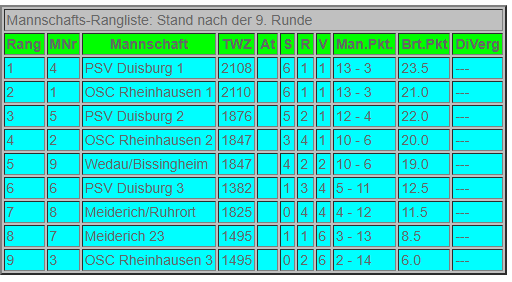 Mannschafts-Rangliste: Stand nach der 9. Runde
Rang MNr Mannschaft TWZ At S R V Man.Pkt. Brt.Pkt DiVerg
1 4 PSV Duisburg 1 2108 6 1 1 13 - 3 23.5 ---
2 1 OSC Rheinhausen 1 2110 6 1 1 13 - 3 21.0 ---
3 5 PSV Duisburg 2 1876 5 2 1 12 - 4 22.0 ---
4 2 OSC Rheinhausen 2 1847 3 4 1 10 - 6 20.0 ---
5 9 Wedau/Bissingheim 1847 4 2 2 10 - 6 19.0 ---
6 6 PSV Duisburg 3 1382 1 3 4 5 - 11 12.5 ---
7 8 Meiderich/Ruhrort 1825 0 4 4 4 - 12 11.5 ---
8 7 Meiderich 23 1495 1 1 6 3 - 13 8.5 ---
9 3 OSC Rheinhausen 3 1495 0 2 6 2 - 14 6.0 ---